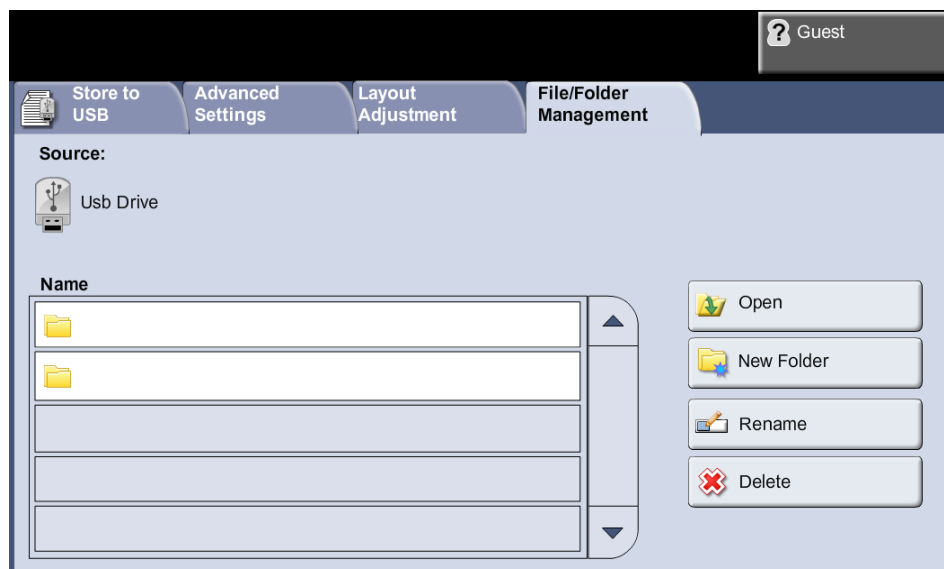 Guest
Store to
USB
Advanced
Settings
Layout
Adjustment
File/Folder
Management
Source:
Usb Drive
Name
Open
New Folder
Rename
Delete